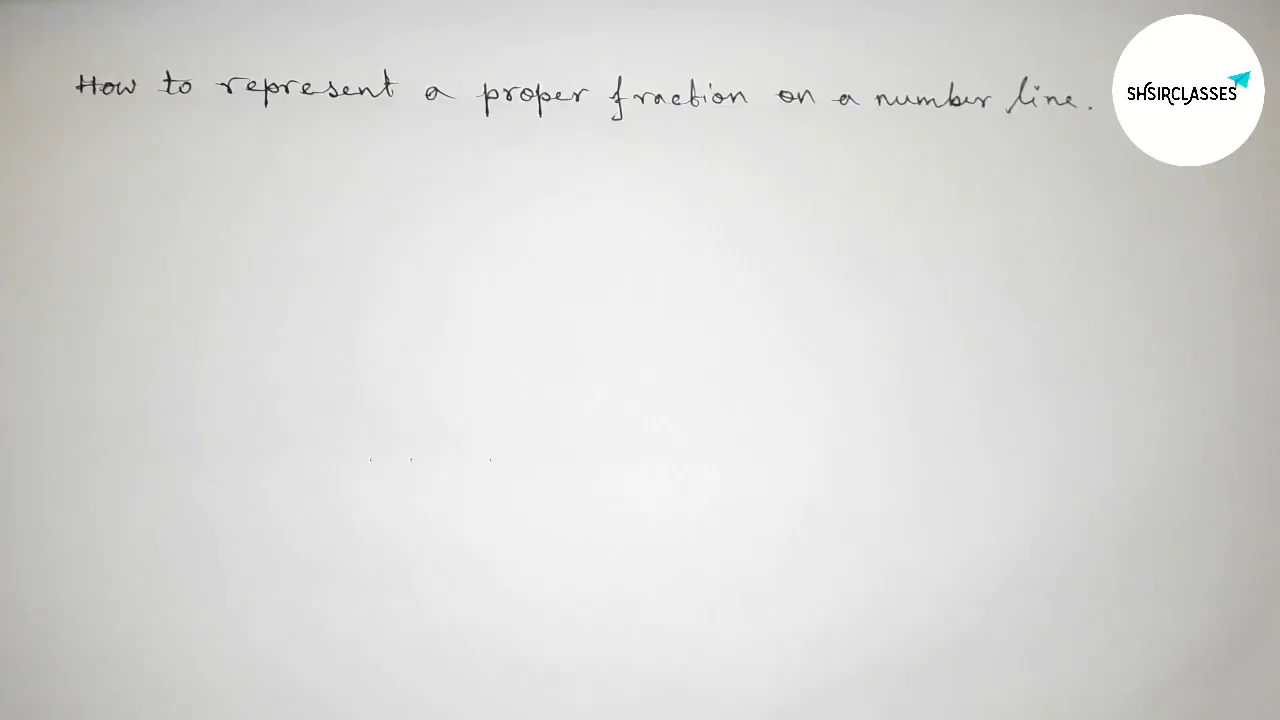 How to represent a proper fraction on a number line.
SHSIRCLASSES